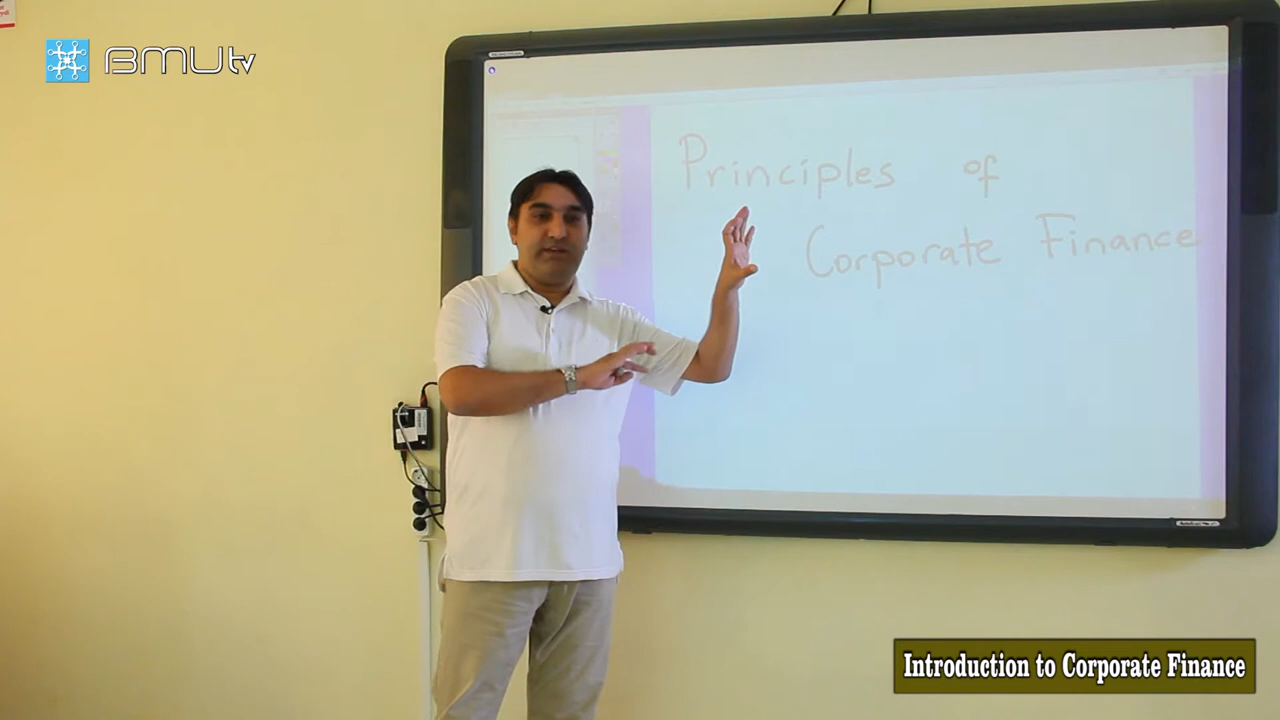 BMUtv
Principles of
Corporate Finance
Introduction to Corporate Finance